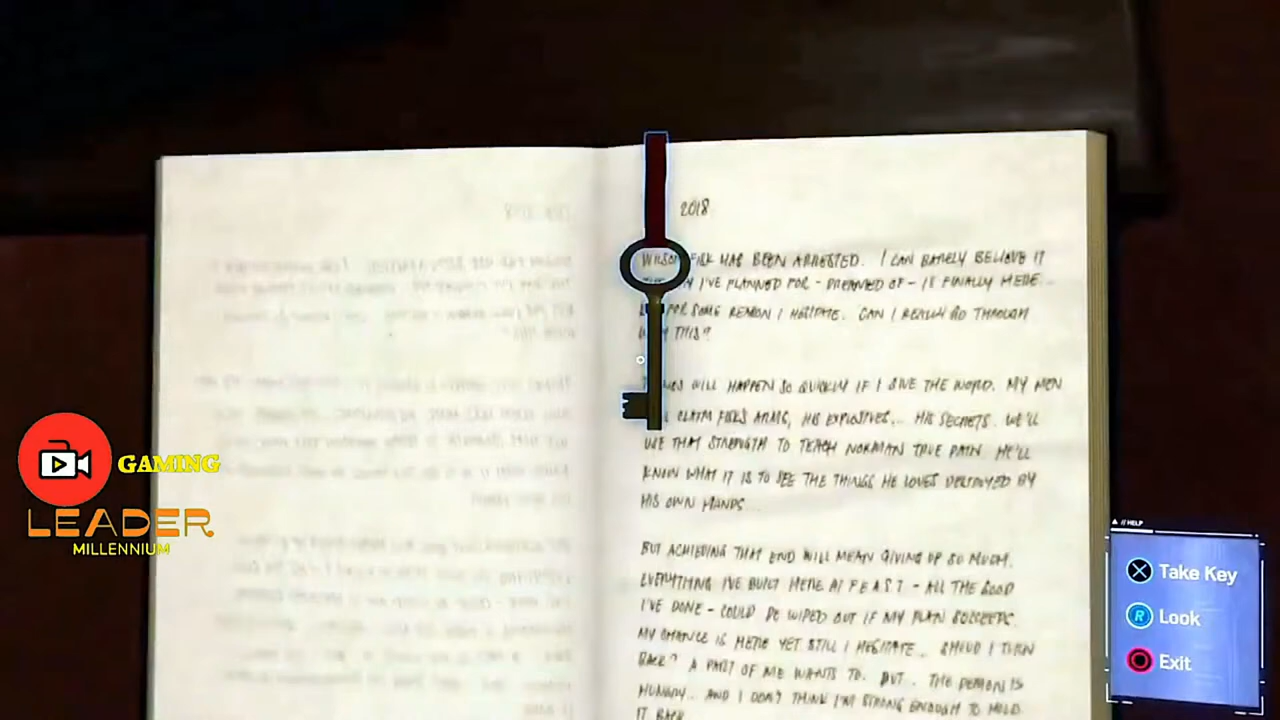 2018
WILSON FISK HAS BEEN ARRESTED. I CAN BARELY BELIEVE IT
I'VE PLANNED FOR - DREAMED OF - IS FINALLY HERE...
FOR SOME REASON I HESITATE. CAN I REALLY GO THROUGH
THIS?
WILL HAPPEN SO QUICKLY IF I GIVE THE WORD. MY MEN
CLAIM FISK'S ARMS, HIS EXPLOSIVES... HIS SECRETS. WE'LL
USE THAT STRENGTH TO TEACH NORMAN TRUE PAIN. HE'LL
KNOW WHAT IT IS TO SEE THE THINGS HE LOVES DESTROYED BY
HIS OWN HANDS...
BUT ACHIEVING THAT END WILL MEAN GIVING UP SO MUCH.
EVERYTHING I'VE BUILT HERE AT F.E.A.S.T - ALL THE GOOD
I'VE DONE - COULD BE WIPED OUT IF MY PLAN SUCCEEDS.
MY CHANCE IS HERE YET STILL I HESITATE... SHOULD I TURN
BACK? A PART OF ME WANTS TO. BUT... THE DEMON IS
HUNGRY... AND I DON'T THINK I'M STRONG ENOUGH TO HOLD
IT BACK
GAMING
LEADER
MILLENNIUM
// HELP
Take Key
R Look
Exit